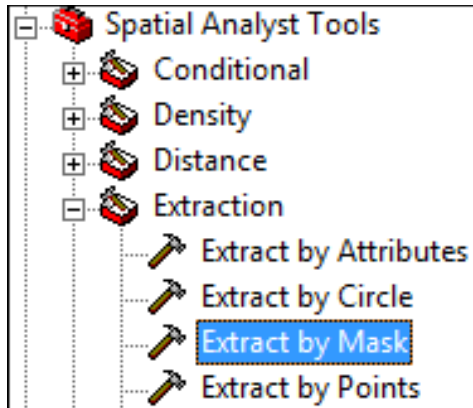 Spatial Analyst Tools
Conditional
Density
Distance
Extraction
Extract by Attributes
Extract by Circle
Extract by Mask
Extract by Points